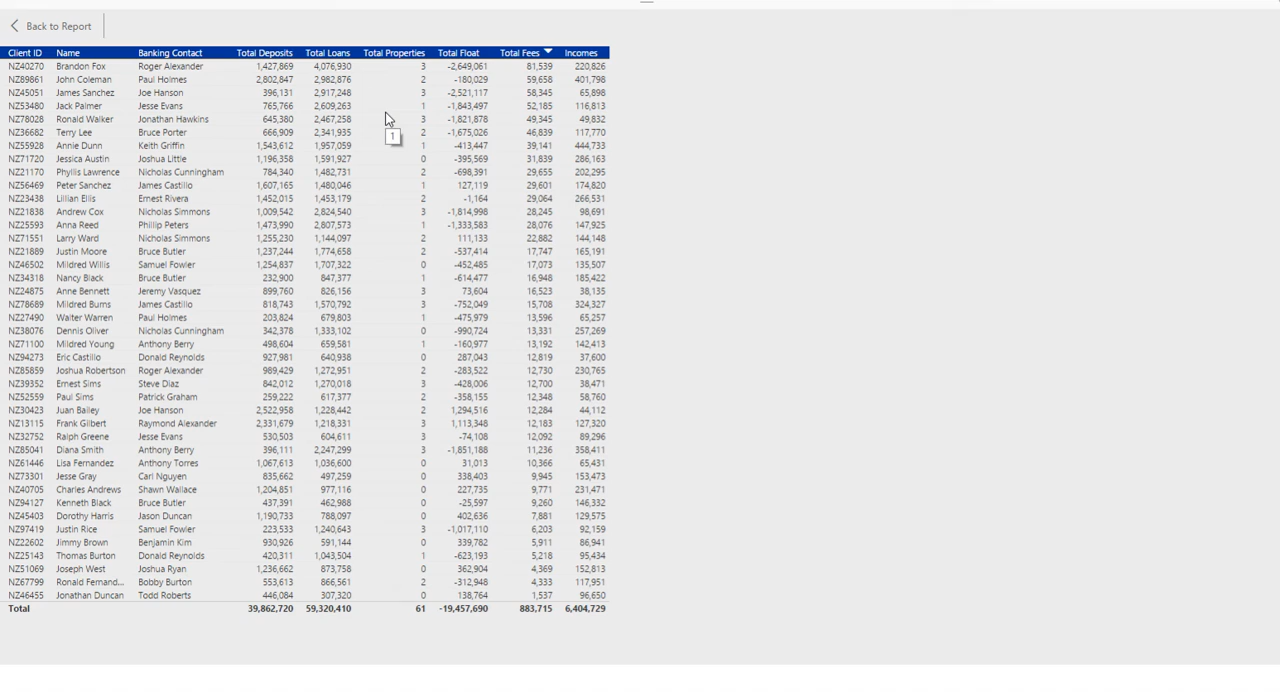 Back to Report
Client ID Name Banking Contact Total Deposits Total Loans Total Properties Total Float Total Fees Incomes
NZ40270 Brandon Fox Roger Alexander 1,427,869 4,076,930 3 -2,649,061 81,539 220,826
NZ89861 John Coleman Paul Holmes 2,802,847 2,982,876 2 -180,029 59,658 401,798
NZ45051 James Sanchez Joe Hanson 396,131 2,917,248 3 -2,521,117 58,345 65,898
NZ53480 Jack Palmer Jesse Evans 765,766 2,609,263 1 -1,843,497 52,185 116,813
NZ78028 Ronald Walker Jonathan Hawkins 645,380 2,467,258 3 -1,821,878 49,345 49,832
1
NZ36682 Terry Lee Bruce Porter 666,909 2,341,935 2 -1,675,026 46,839 117,770
NZ55928 Annie Dunn Keith Griffin 1,543,612 1,957,059 1 -413,447 39,141 444,733
NZ71720 Jessica Austin Joshua Little 1,196,358 1,591,927 0 -395,569 31,839 286,163
NZ21170 Phyllis Lawrence Nicholas Cunningham 784,340 1,482,731 2 -698,391 29,655 202,295
NZ56469 Peter Sanchez James Castillo 1,607,165 1,480,046 1 127,119 29,601 174,820
NZ23438 Lillian Ellis Ernest Rivera 1,452,015 1,453,179 2 -1,164 29,064 266,531
NZ21838 Andrew Cox Nicholas Simmons 1,009,542 2,824,540 3 -1,814,998 28,245 98,691
NZ25593 Anna Reed Phillip Peters 1,473,990 2,807,573 1 -1,333,583 28,076 147,925
NZ71551 Larry Ward Nicholas Simmons 1,255,230 1,144,097 2 111,133 22,882 144,148
NZ21889 Justin Moore Bruce Butler 1,237,244 1,774,658 2 -537,414 17,747 165,191
NZ46502 Mildred Willis Samuel Fowler 1,254,837 1,707,322 0 -452,485 17,073 135,507
NZ34318 Nancy Black Bruce Butler 232,900 847,377 1 -614,477 16,948 185,422
NZ24875 Anne Bennett Jeremy Vasquez 899,760 826,156 3 73,604 16,523 38,135
NZ78689 Mildred Burns James Castillo 818,743 1,570,792 3 -752,049 15,708 324,327
NZ27490 Walter Warren Paul Holmes 203,824 679,803 1 -475,979 13,596 65,257
NZ38076 Dennis Oliver Nicholas Cunningham 342,378 1,333,102 0 -990,724 13,331 257,269
NZ71100 Mildred Young Anthony Berry 498,604 659,581 1 -160,977 13,192 142,413
NZ94273 Eric Castillo Donald Reynolds 927,981 640,938 0 287,043 12,819 37,600
NZ85859 Joshua Robertson Roger Alexander 989,429 1,272,951 2 -283,522 12,730 230,765
NZ39352 Ernest Sims Steve Diaz 842,012 1,270,018 3 -428,006 12,700 38,471
NZ52559 Paul Sims Patrick Graham 259,222 617,377 2 -358,155 12,348 58,760
NZ30423 Juan Bailey Joe Hanson 2,522,958 1,228,442 2 1,294,516 12,284 44,112
NZ13115 Frank Gilbert Raymond Alexander 2,331,679 1,218,331 3 1,113,348 12,183 127,320
NZ32752 Ralph Greene Jesse Evans 530,503 604,611 3 -74,108 12,092 89,296
NZ85041 Diana Smith Anthony Berry 396,111 2,247,299 3 -1,851,188 11,236 358,411
NZ61446 Lisa Fernandez Anthony Torres 1,067,613 1,036,600 0 31,013 10,366 65,431
NZ73301 Jesse Gray Carl Nguyen 835,662 497,259 0 338,403 9,945 153,473
NZ40705 Charles Andrews Shawn Wallace 1,204,851 977,116 0 227,735 9,771 231,471
NZ94127 Kenneth Black Bruce Butler 437,391 462,988 0 -25,597 9,260 146,332
NZ45403 Dorothy Harris Jason Duncan 1,190,733 788,097 0 402,636 7,881 129,575
NZ97419 Justin Rice Samuel Fowler 223,533 1,240,643 3 -1,017,110 6,203 92,159
NZ22602 Jimmy Brown Benjamin Kim 930,926 591,144 0 339,782 5,911 86,941
NZ25143 Thomas Burton Donald Reynolds 420,311 1,043,504 1 -623,193 5,218 95,434
NZ51069 Joseph West Joshua Ryan 1,236,662 873,758 0 362,904 4,369 152,813
NZ67799 Ronald Fernand... Bobby Burton 553,613 866,561 2 -312,948 4,333 117,951
NZ46455 Jonathan Duncan Todd Roberts 446,084 307,320 0 138,764 1,537 96,650
Total 39,862,720 59,320,410 61 -19,457,690 883,715 6,404,729